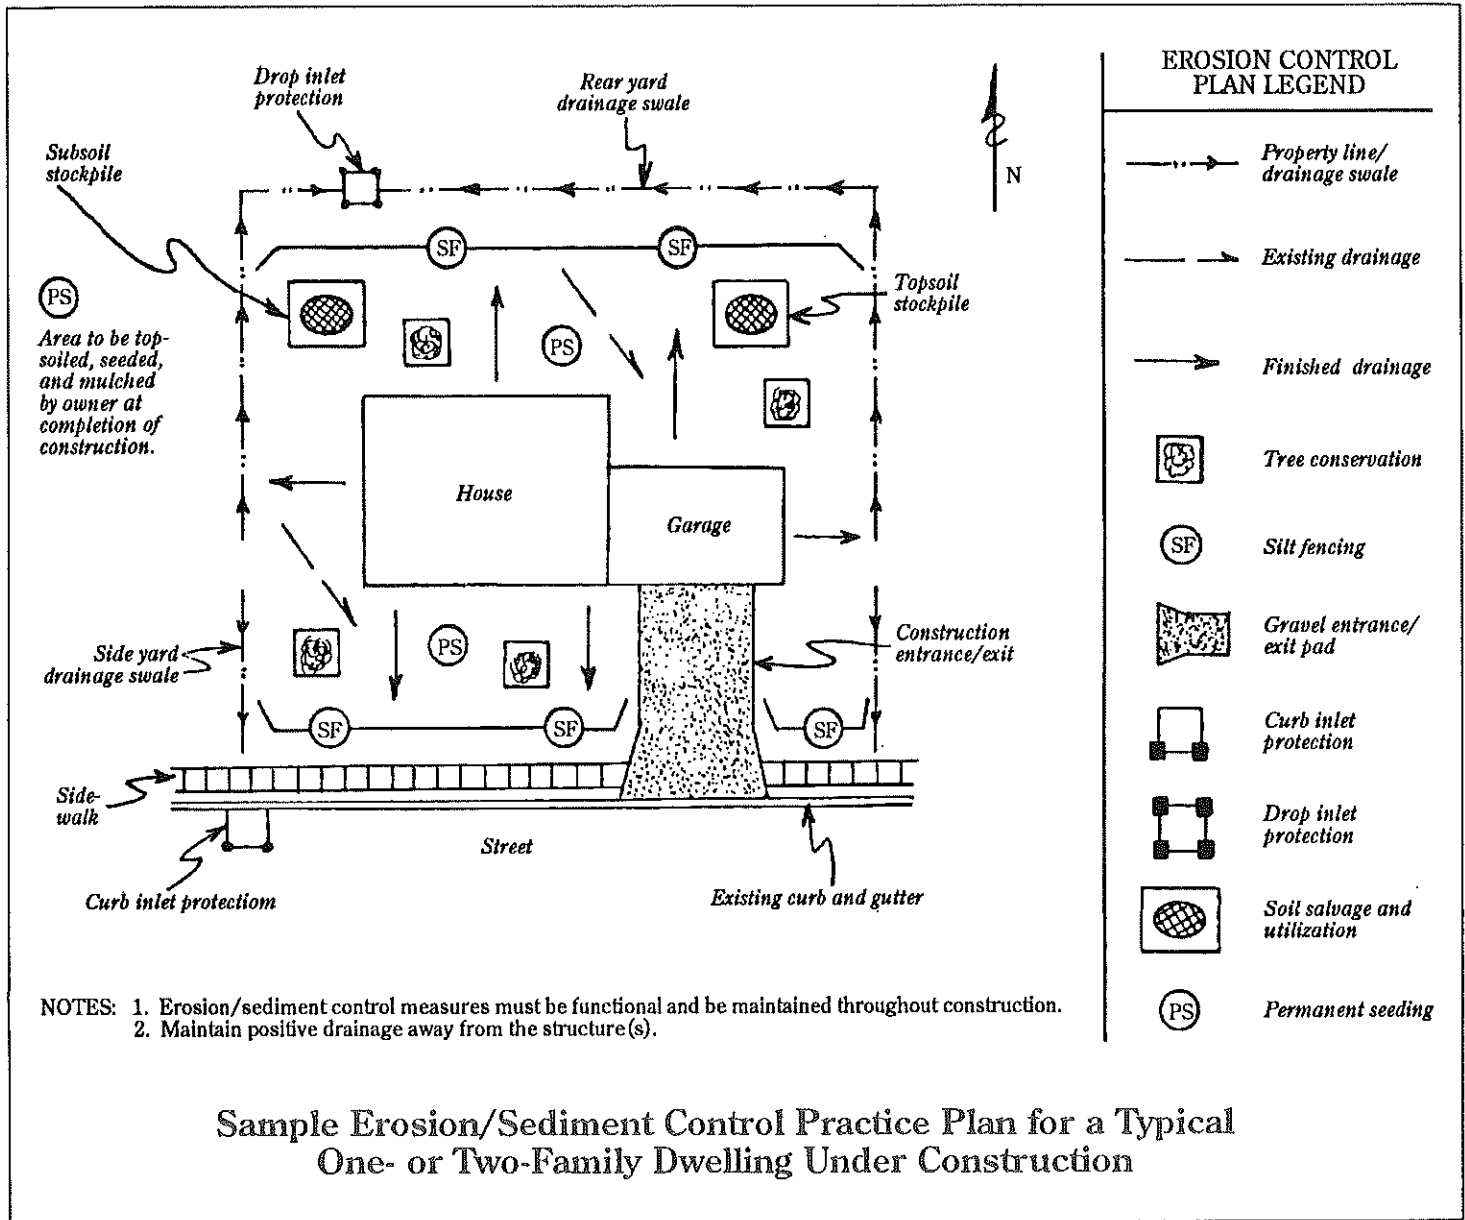 Drop inlet
protection
Rear yard
drainage swale
Subsoil
stockpile
N
SF
SF
PS
Area to be top-
soiled, seeded,
and mulched
by owner at
completion of
construction.
Topsoil
stockpile
PS
House
Garage
Side yard
drainage swale
PS
Construction
entrance/exit
SF
SF
SF
Side-
walk
Street
Curb inlet protectiom
Existing curb and gutter
EROSION CONTROL
PLAN LEGEND
Property line/
drainage swale
Existing drainage
Finished drainage
Tree conservation
SF
Silt fencing
Gravel entrance/
exit pad
Curb inlet
protection
Drop inlet
protection
Soil salvage and
utilization
PS
Permanent seeding
NOTES: 1. Erosion/sediment control measures must be functional and be maintained throughout construction.
2. Maintain positive drainage away from the structure(s).
Sample Erosion/Sediment Control Practice Plan for a Typical
One- or Two-Family Dwelling Under Construction